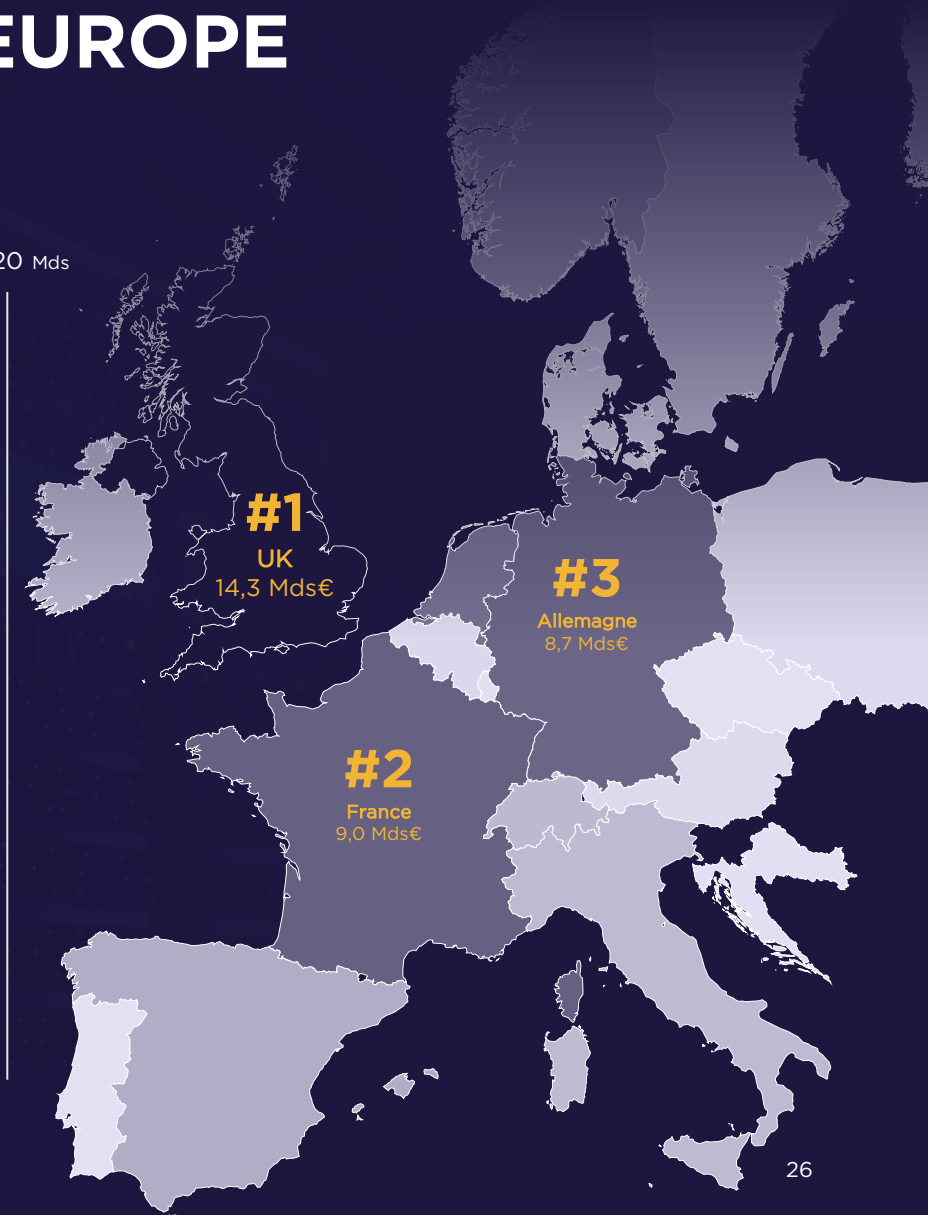 EUROPE
20 Mds
#1
UK
14,3 Mds€
#3
Allemagne
8,7 Mds€
#2
France
9,0 Mds€
26